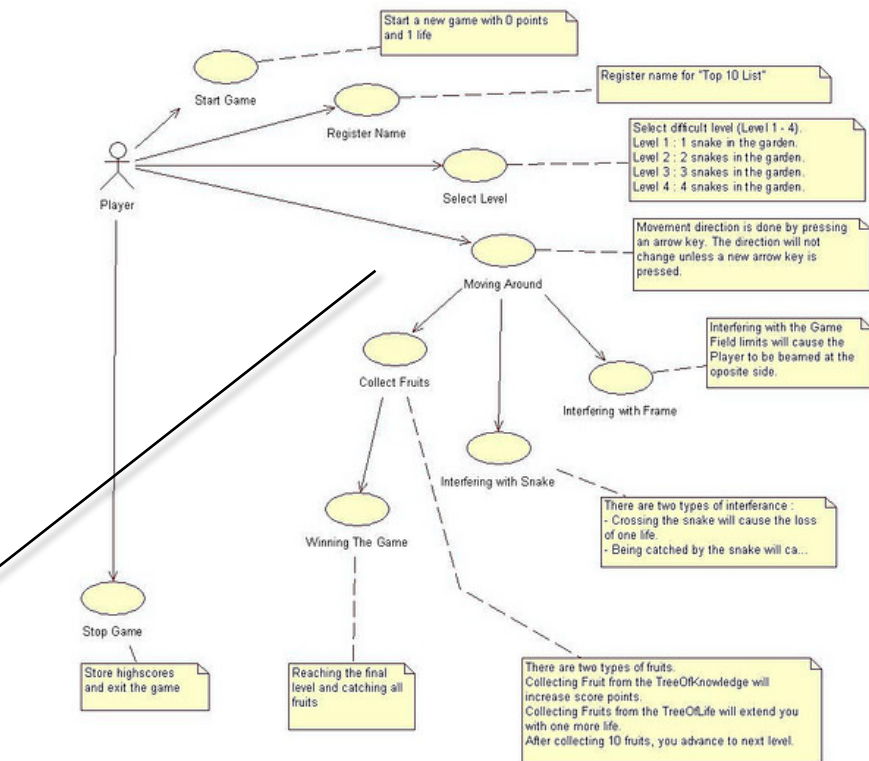 Start a new game with 0 points
and 1 life
Start Game
Register name for "Top 10 List"
Register Name
Select difficult level (Level 1 - 4).
Level 1 : 1 snake in the garden.
Level 2 : 2 snakes in the garden.
Level 3 : 3 snakes in the garden.
Level 4 : 4 snakes in the garden.
Select Level
Player
Movement direction is done by pressing
an arrow key. The direction will not
change unless a new arrow key is
pressed.
Moving Around
Interfering with the Game
Field limits will cause the
Player to be beamed at the
oposite side.
Collect Fruits
Interfering with Frame
Interfering with Snake
There are two types of interferance :
- Crossing the snake will cause the loss
of one life.
- Being catched by the snake will ca...
Winning The Game
Stop Game
Store highscores
and exit the game
Reaching the final
level and catching all
fruits
There are two types of fruits.
Collecting Fruit from the TreeOfKnowledge will
increase score points.
Collecting Fruits from the TreeOfLife will extend you
with one more life.
After collecting 10 fruits, you advance to next level.